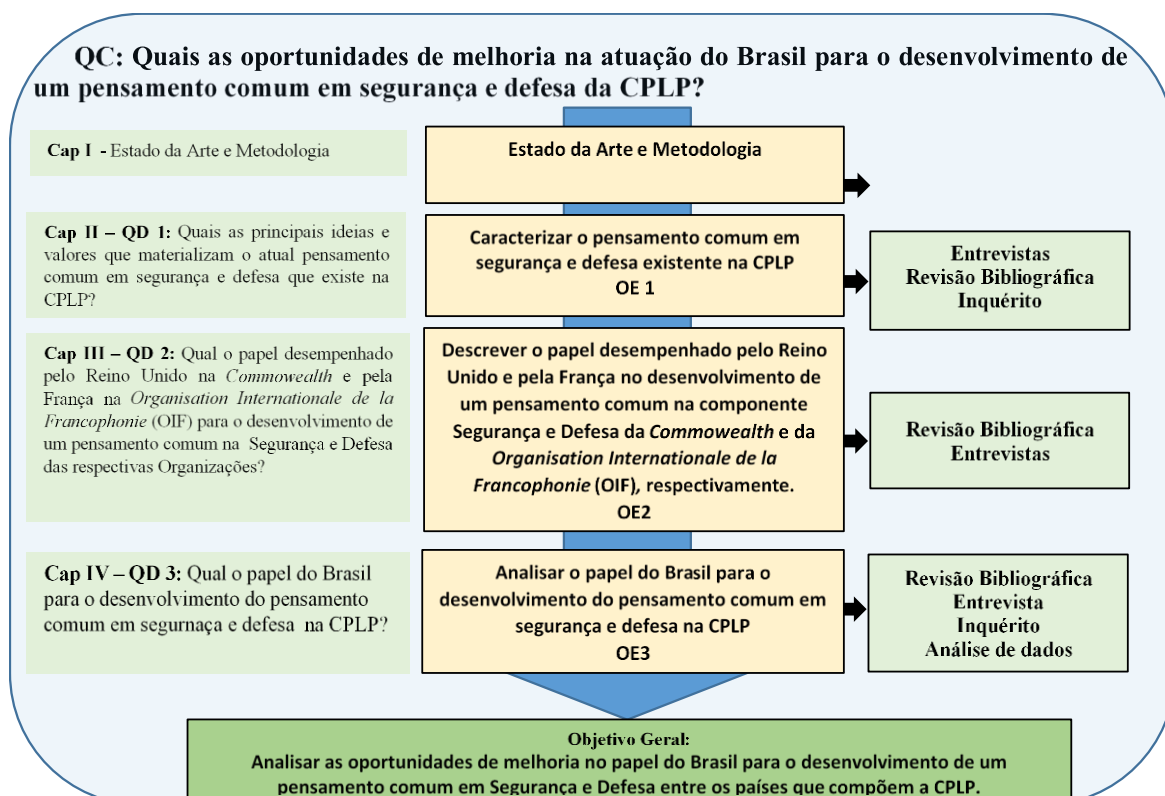 QC: Quais as oportunidades de melhoria na atuação do Brasil para o desenvolvimento de
um pensamento comum em segurança e defesa da CPLP?
Cap I - Estado da Arte e Metodologia
Estado da Arte e Metodologia
Cap II – QD 1: Quais as principais ideias e
valores que materializam o atual pensamento
comum em segurança e defesa que existe na
CPLP?
Caracterizar o pensamento comum em
segurança e defesa existente na CPLP
OE 1
Entrevistas
Revisão Bibliográfica
Inquérito
Cap III – QD 2: Qual o papel desempenhado
pelo Reino Unido na Commowealth e pela
França na Organisation Internationale de la
Francophonie (OIF) para o desenvolvimento de
um pensamento comum na Segurança e Defesa
das respectivas Organizações?
Descrever o papel desempenhado pelo Reino
Unido e pela França no desenvolvimento de
um pensamento comum na componente
Segurança e Defesa da Commowealth e da
Organisation Internationale de la
Francophonie (OIF), respectivamente.
OE2
Revisão Bibliográfica
Entrevistas
Cap IV – QD 3: Qual o papel do Brasil
para o desenvolvimento do pensamento
comum em segurnaça e defesa na CPLP?
Analisar o papel do Brasil para o
desenvolvimento do pensamento comum em
segurança e defesa na CPLP
OE3
Revisão Bibliográfica
Entrevista
Inquérito
Análise de dados
Objetivo Geral:
Analisar as oportunidades de melhoria no papel do Brasil para o desenvolvimento de um
pensamento comum em Segurança e Defesa entre os países que compõem a CPLP.